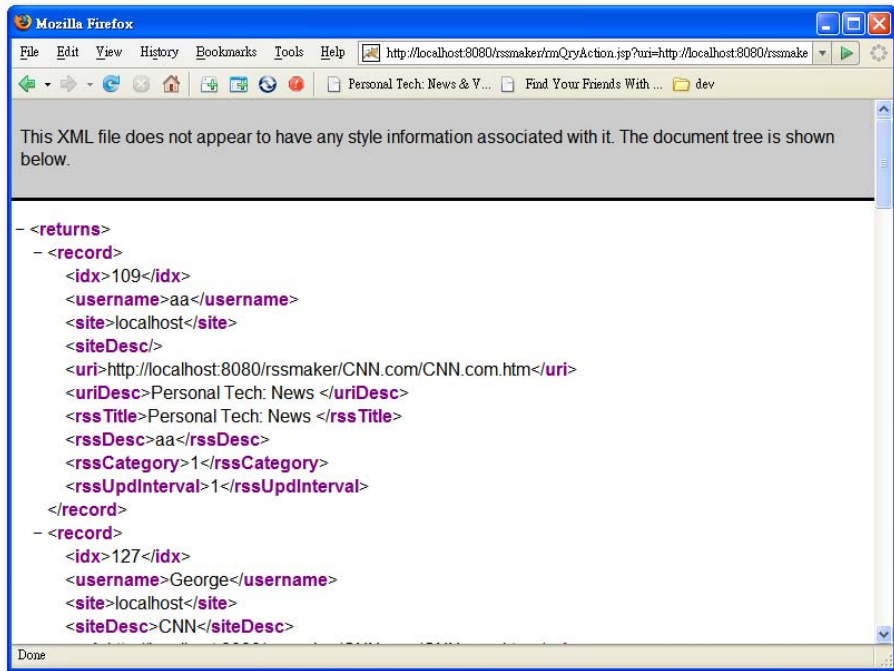 Mozilla Firefox
File Edit View History Bookmarks Tools Help http://localhost:8080/rssmaker/rmQryAction.jsp?uri=http://localhost:8080/rssmake
Personal Tech: News & V... Find Your Friends With ... dev
This XML file does not appear to have any style information associated with it. The document tree is shown
below.
– <returns>
– <record>
<idx>109</idx>
<username>aa</username>
<site>localhost</site>
<siteDesc/>
<uri>http://localhost:8080/rssmaker/CNN.com/CNN.com.htm</uri>
<uriDesc>Personal Tech: News </uriDesc>
<rssTitle>Personal Tech: News </rssTitle>
<rssDesc>aa</rssDesc>
<rssCategory>1</rssCategory>
<rssUpdInterval>1</rssUpdInterval>
</record>
– <record>
<idx>127</idx>
<username>George</username>
<site>localhost</site>
<siteDesc>CNN</siteDesc>
Done